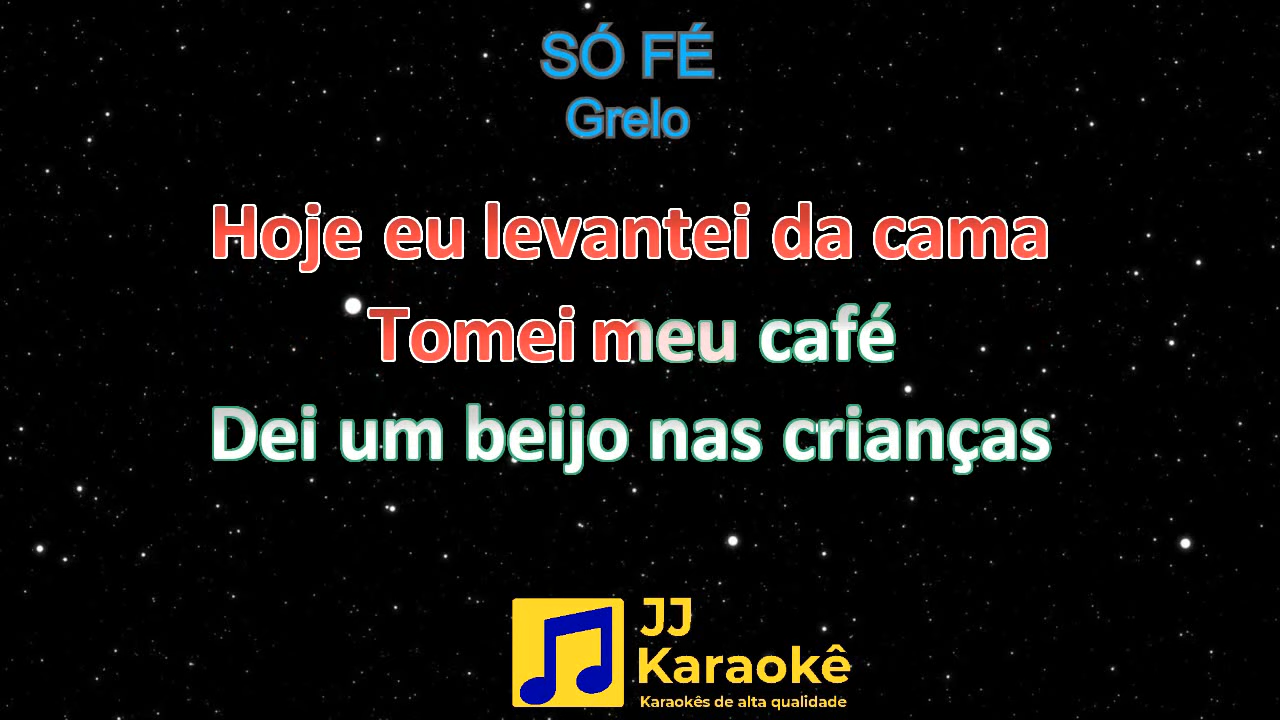 SÓ FÉ
Grelo
Hoje eu levantei da cama
Tomei meu café
Dei um beijo nas crianças
JJ
Karaokê
Karaokês de alta qualidade